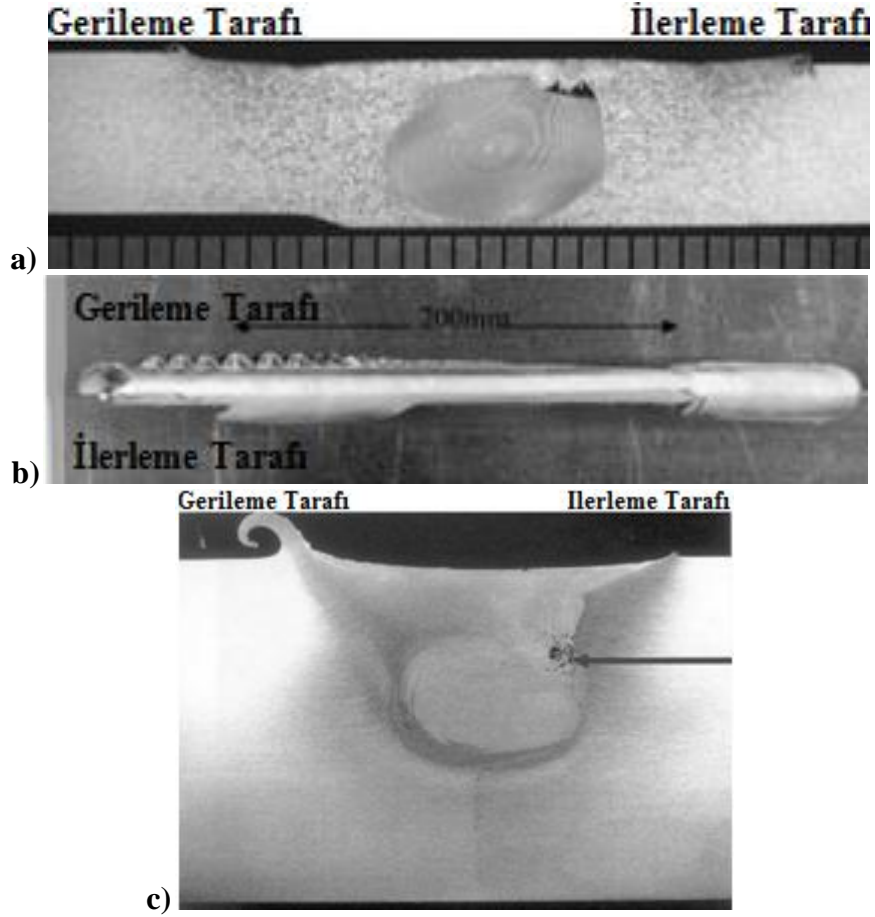 Gerileme Tarafı İlerleme Tarafı
a)
Gerileme Tarafı
200mm
İlerleme Tarafı
b)
Gerileme Tarafı Ilerleme Tarafı
c)